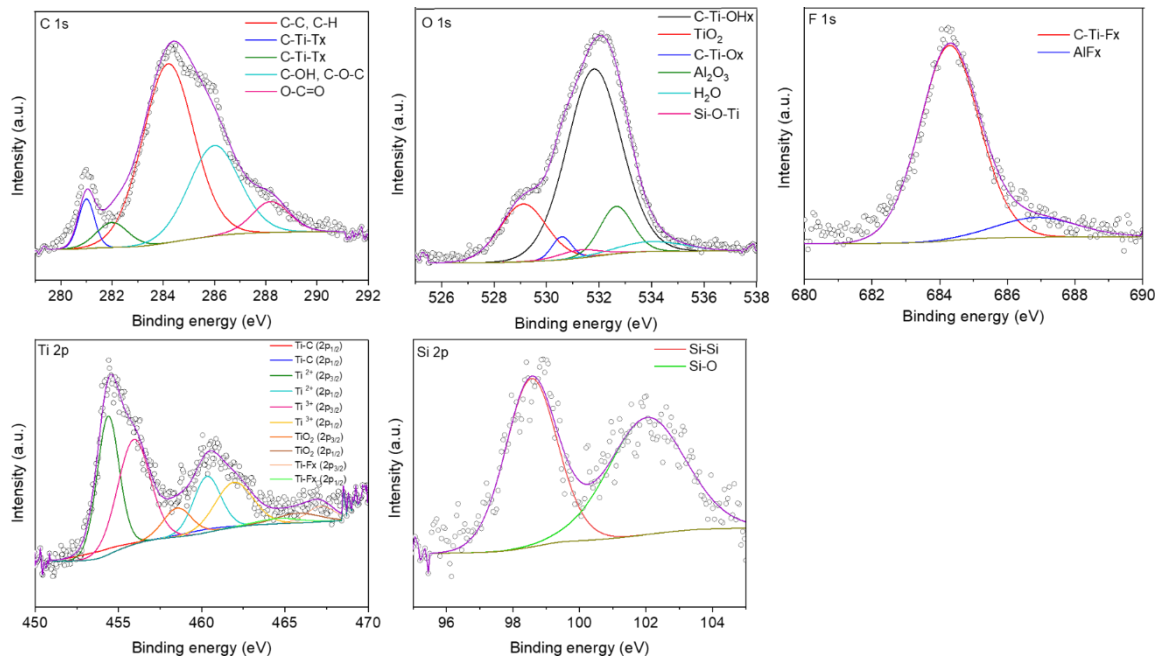 C 1s
C-C, C-H
C-Ti-Tx
C-Ti-Tx
C-OH, C-O-C
O-C=O
Intensity (a.u.)
280 282 284 286 288 290 292
Binding energy (eV)
O 1s
C-Ti-OHx
TiO2
C-Ti-Ox
Al2O3
H2O
Si-O-Ti
Intensity (a.u.)
526 528 530 532 534 536 538
Binding energy (eV)
F 1s
C-Ti-Fx
AlFx
Intensity (a.u.)
680 682 684 686 688 690
Binding energy (eV)
Ti 2p
Ti-C (2p1/2)
Ti-C (2p1/2)
Ti 2+ (2p3/2)
Ti 2+ (2p1/2)
Ti 3+ (2p3/2)
Ti 3+ (2p1/2)
TiO2 (2p3/2)
TiO2 (2p1/2)
Ti-Fx (2p3/2)
Ti-Fx (2p1/2)
Intensity (a.u.)
450 455 460 465 470
Binding energy (eV)
Si 2p
Si-Si
Si-O
Intensity (a.u.)
96 98 100 102 104
Binding energy (eV)